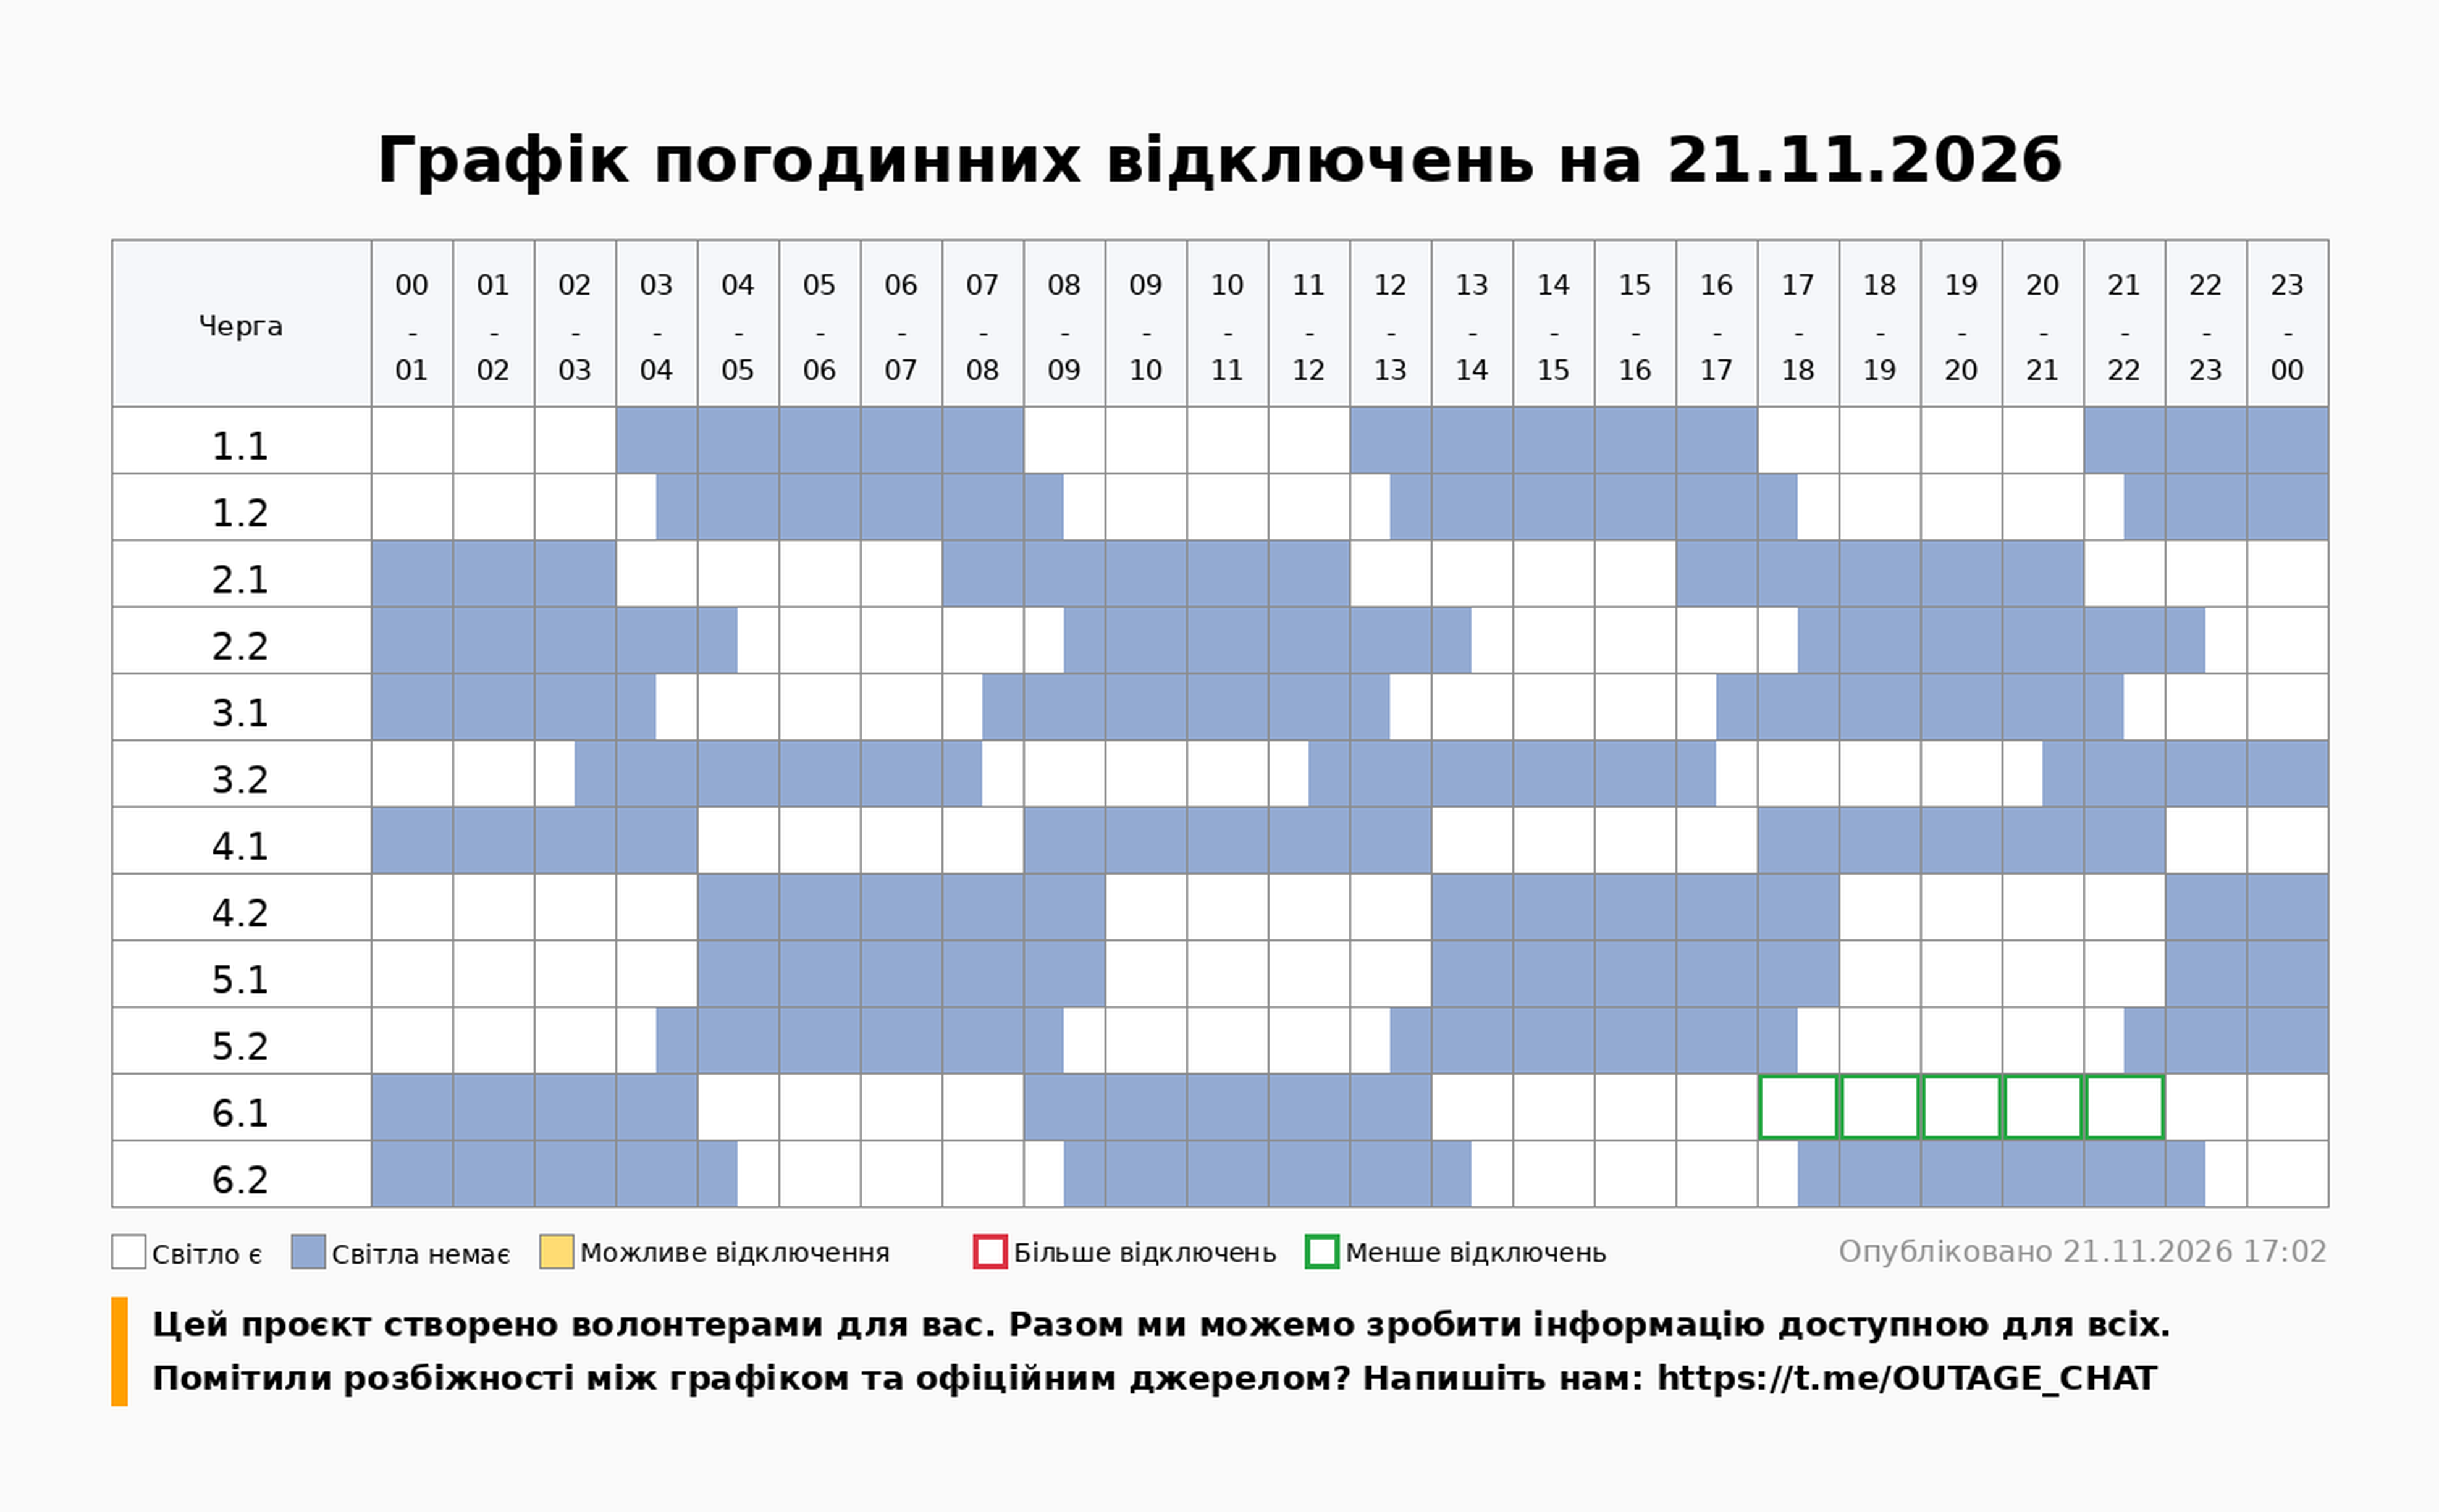 Графік погодинних відключень на 21.11.2026
Черга 00 - 01 01 - 02 02 - 03 03 - 04 04 - 05 05 - 06 06 - 07 07 - 08 08 - 09 09 - 10 10 - 11 11 - 12 12 - 13 13 - 14 14 - 15 15 - 16 16 - 17 17 - 18 18 - 19 19 - 20 20 - 21 21 - 22 22 - 23 23 - 00
1.1
1.2
2.1
2.2
3.1
3.2
4.1
4.2
5.1
5.2
6.1
6.2
Світло є Світла немає Можливе відключення Більше відключень Менше відключень Опубліковано 21.11.2026 17:02
Цей проєкт створено волонтерами для вас. Разом ми можемо зробити інформацію доступною для всіх.
Помітили розбіжності між графіком та офіційним джерелом? Напишіть нам: https://t.me/OUTAGE_CHAT